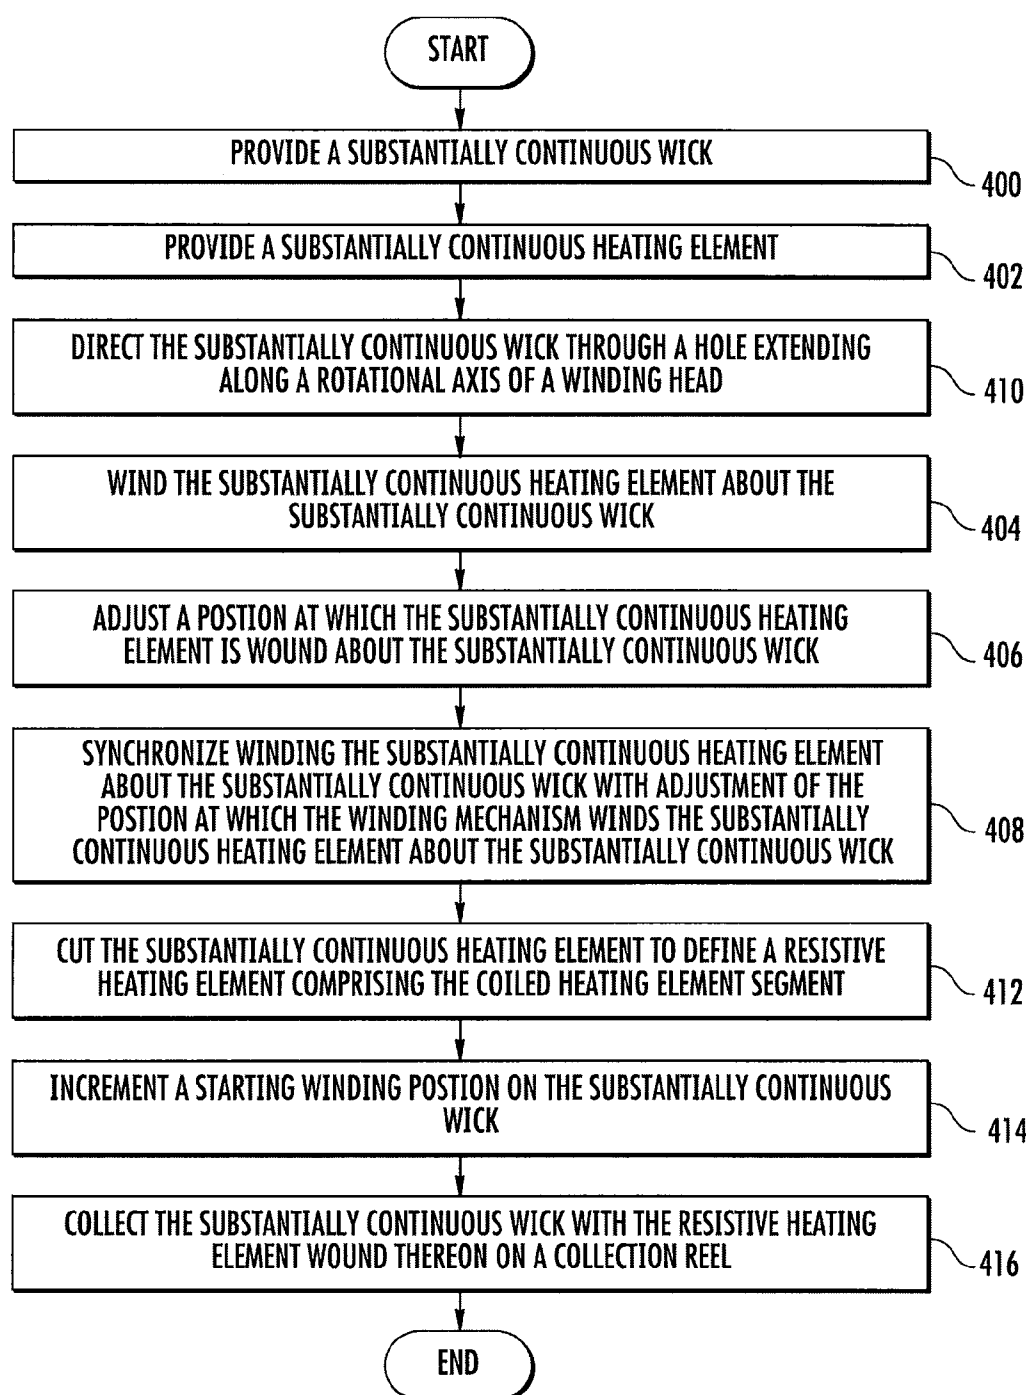 START
PROVIDE A SUBSTANTIALLY CONTINUOUS WICK
400
PROVIDE A SUBSTANTIALLY CONTINUOUS HEATING ELEMENT
402
DIRECT THE SUBSTANTIALLY CONTINUOUS WICK THROUGH A HOLE EXTENDING
ALONG A ROTATIONAL AXIS OF A WINDING HEAD
410
WIND THE SUBSTANTIALLY CONTINUOUS HEATING ELEMENT ABOUT THE
SUBSTANTIALLY CONTINUOUS WICK
404
ADJUST A POSTION AT WHICH THE SUBSTANTIALLY CONTINUOUS HEATING
ELEMENT IS WOUND ABOUT THE SUBSTANTIALLY CONTINUOUS WICK
406
SYNCHRONIZE WINDING THE SUBSTANTIALLY CONTINUOUS HEATING ELEMENT
ABOUT THE SUBSTANTIALLY CONTINUOUS WICK WITH ADJUSTMENT OF THE
POSTION AT WHICH THE WINDING MECHANISM WINDS THE SUBSTANTIALLY
CONTINUOUS HEATING ELEMENT ABOUT THE SUBSTANTIALLY CONTINUOUS WICK
408
CUT THE SUBSTANTIALLY CONTINUOUS HEATING ELEMENT TO DEFINE A RESISTIVE
HEATING ELEMENT COMPRISING THE COILED HEATING ELEMENT SEGMENT
412
INCREMENT A STARTING WINDING POSTION ON THE SUBSTANTIALLY CONTINUOUS
WICK
414
COLLECT THE SUBSTANTIALLY CONTINUOUS WICK WITH THE RESISTIVE HEATING
ELEMENT WOUND THEREON ON A COLLECTION REEL
416
END